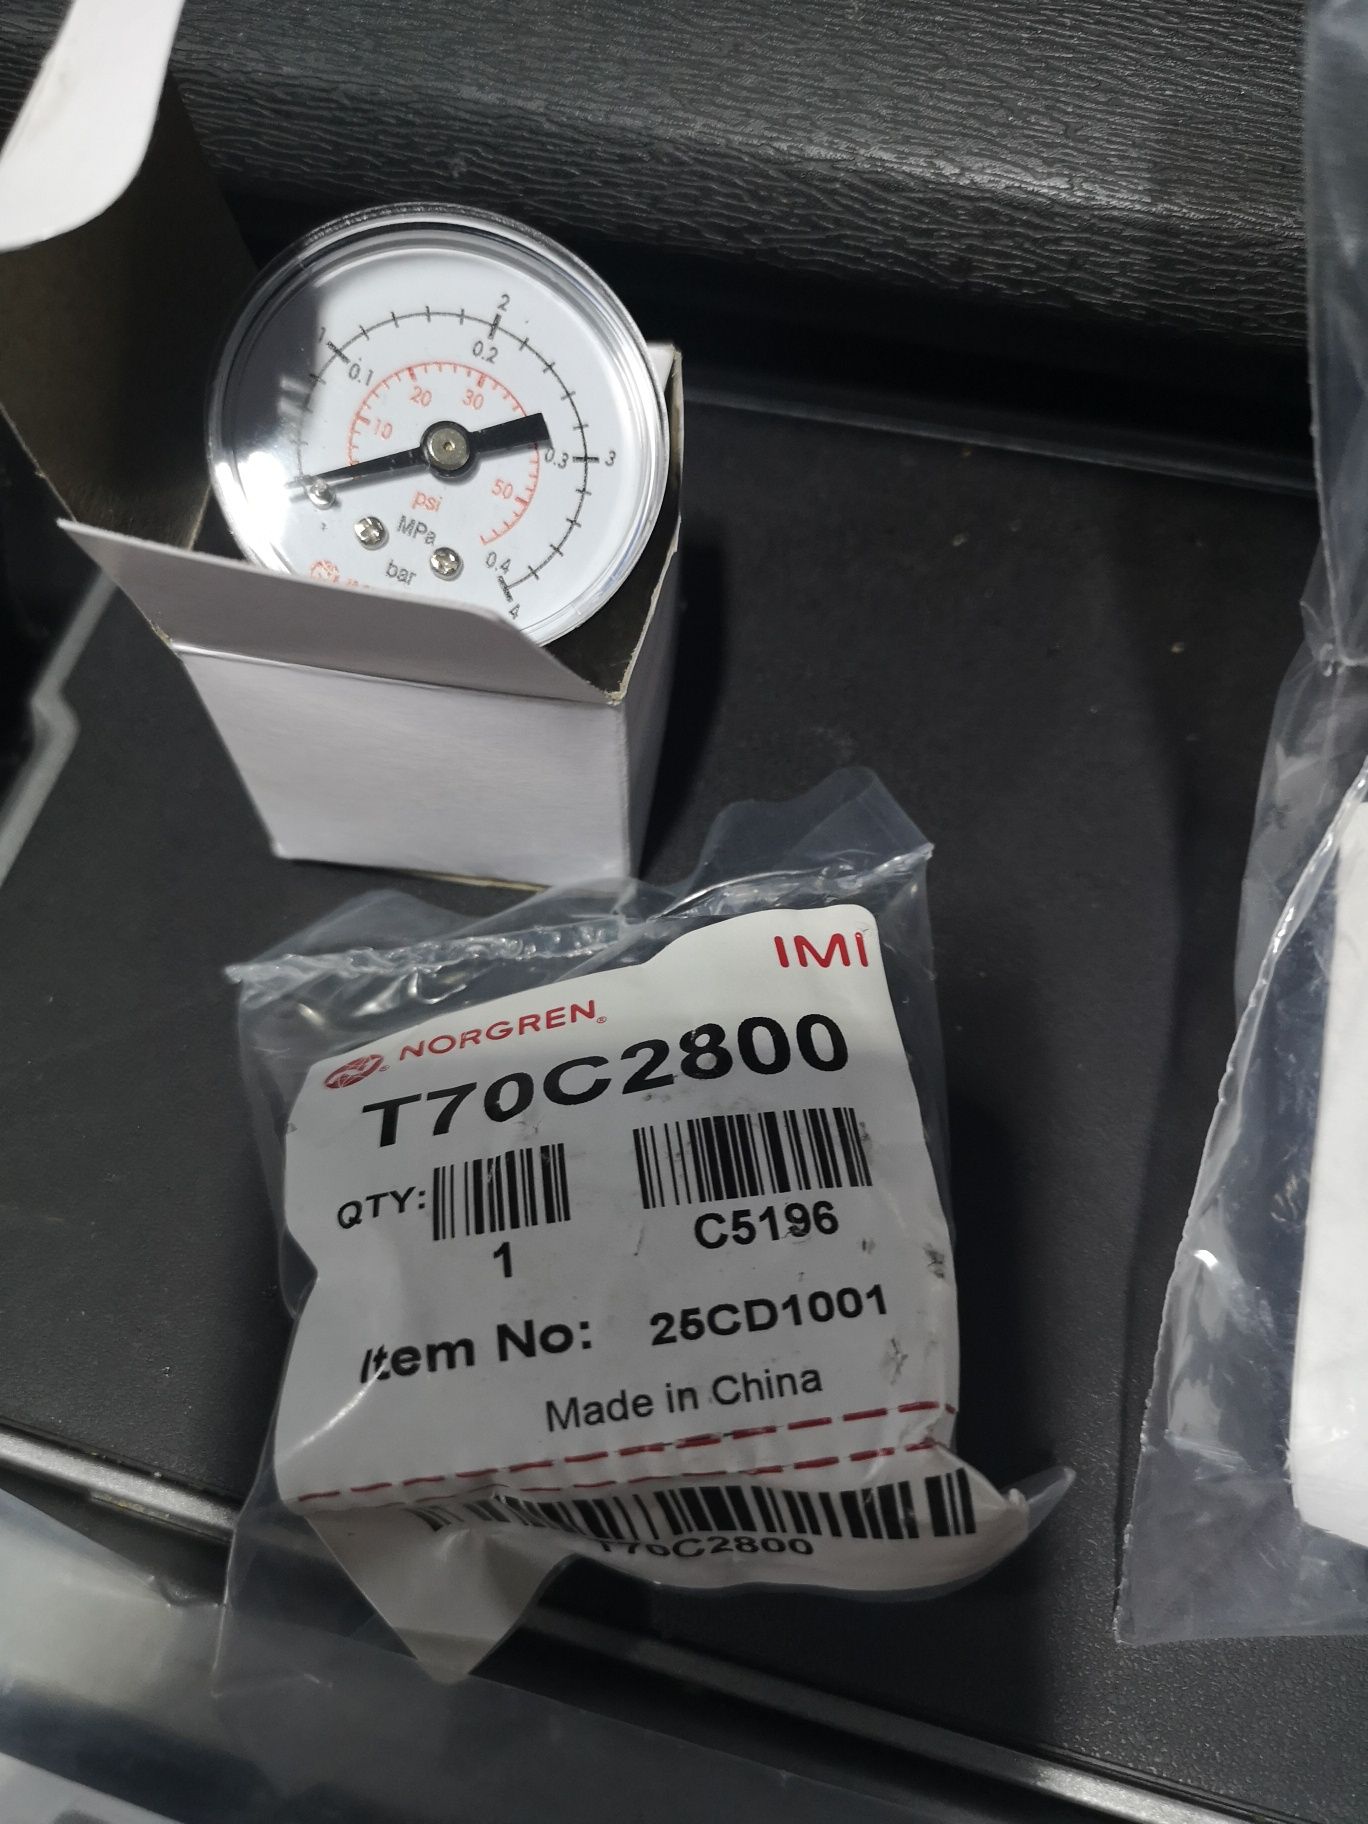 2
1
0.2
0.1
20
30
10
0.3
3
50
psi
MPa
bar
0.4
4
IMI
NORGREN®
T70C2800
QTY:
1
C5196
Item No: 25CD1001
Made in China
T70C2800